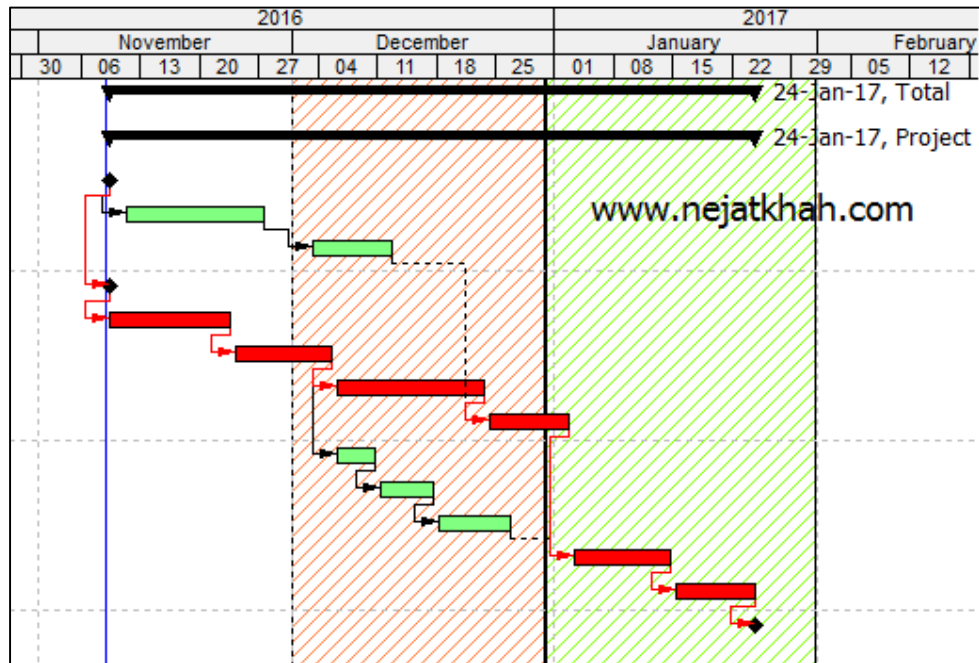 2016 2017
November December January February
30 06 13 20 27 04 11 18 25 01 08 15 22 29 05 12
24-Jan-17, Total
24-Jan-17, Project
www.nejatkhah.com